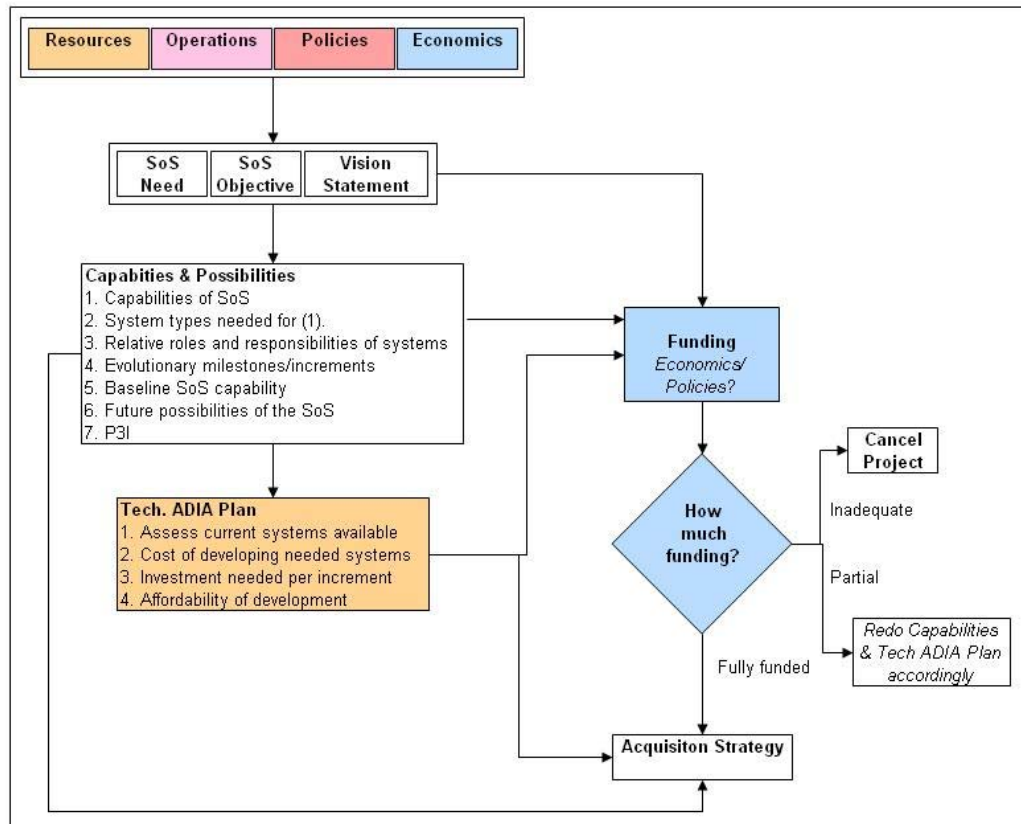 Resources
Operations
Policies
Economics
SoS
Need
SoS
Objective
Vision
Statement
Capabities & Possibilities
1. Capabilities of SoS
2. System types needed for (1).
3. Relative roles and responsibilities of systems
4. Evolutionary milestones/increments
5. Baseline SoS capability
6. Future possibilities of the SoS
7. P3I
Funding
Economics/
Policies?
Tech. ADIA Plan
1. Assess current systems available
2. Cost of developing needed systems
3. Investment needed per increment
4. Affordability of development
How
much
funding?
Cancel
Project
Inadequate
Partial
Redo Capabilities
& Tech ADIA Plan
accordingly
Fully funded
Acquisiton Strategy